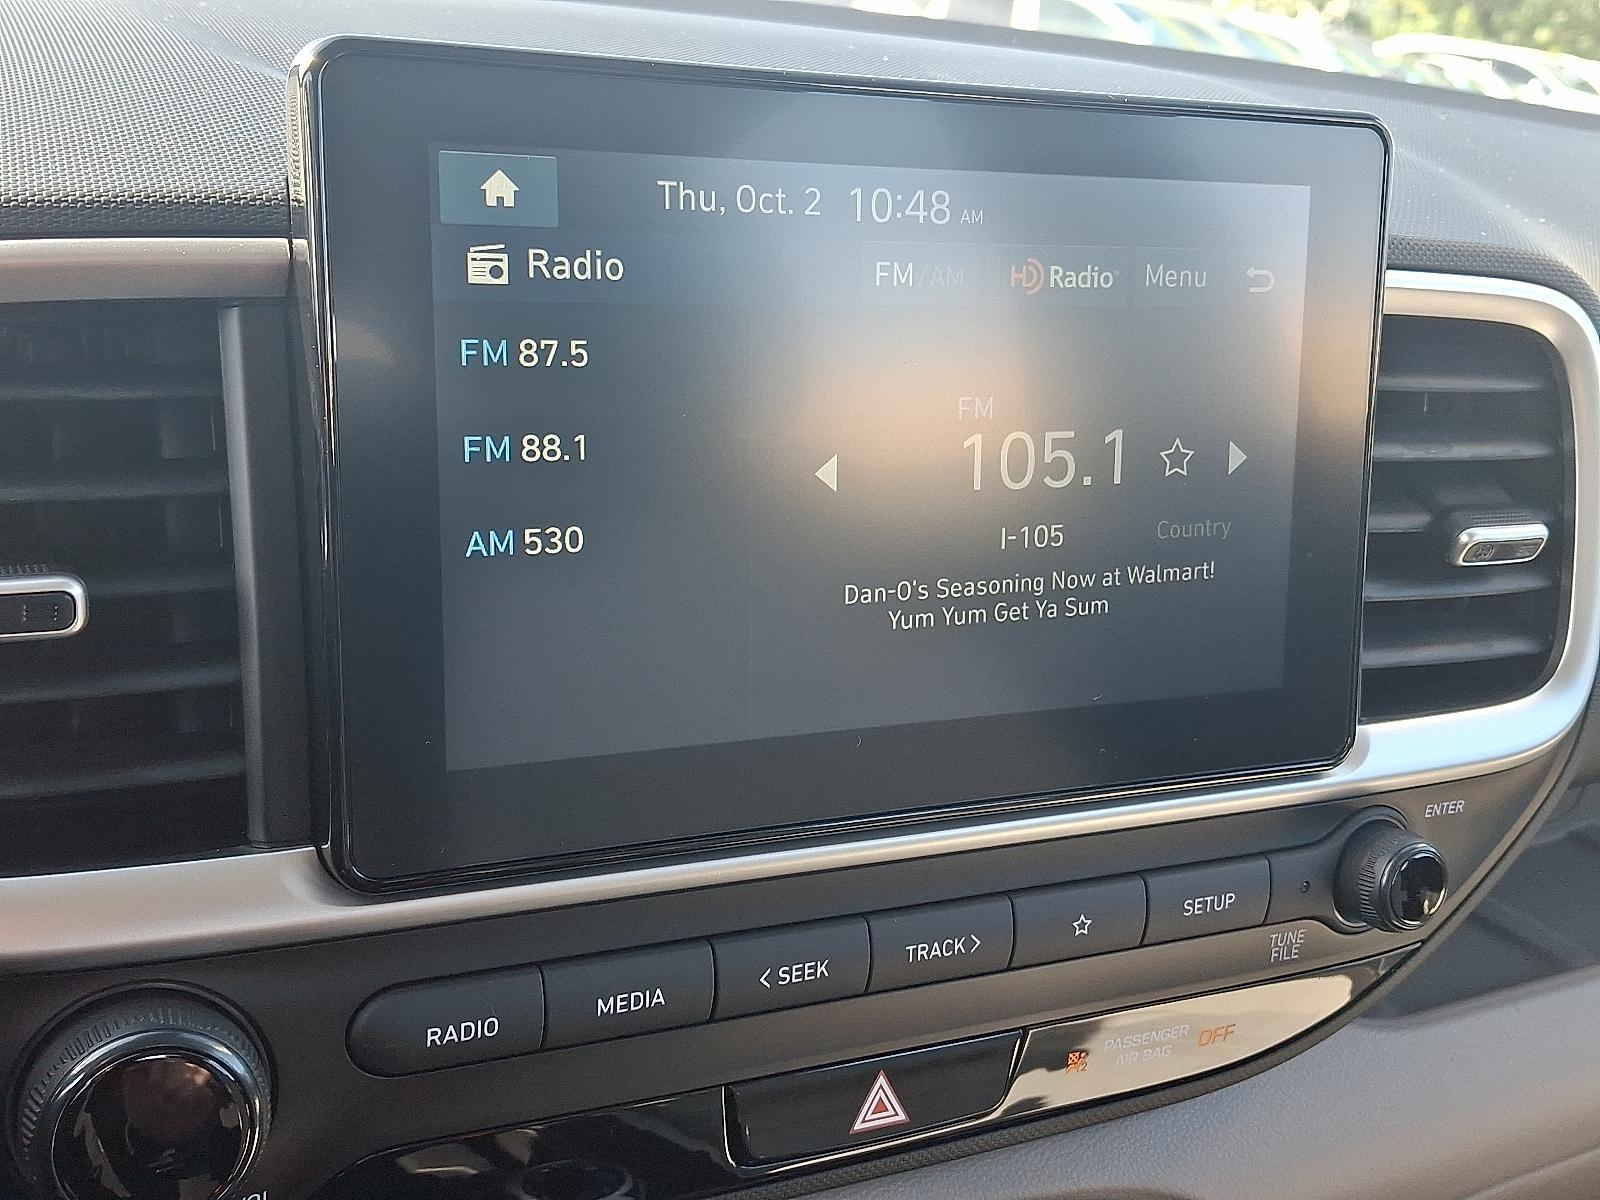 Thu, Oct. 2 10:48 AM
Radio FM/AM HD Radio Menu
FM 87.5
FM 88.1
AM 530
FM
105.1
I-105 Country
Dan-O's Seasoning Now at Walmart!
Yum Yum Get Ya Sum
ENTER
RADIO MEDIA < SEEK TRACK > SETUP
TUNE
FILE
PASSENGER
AIR BAG OFF